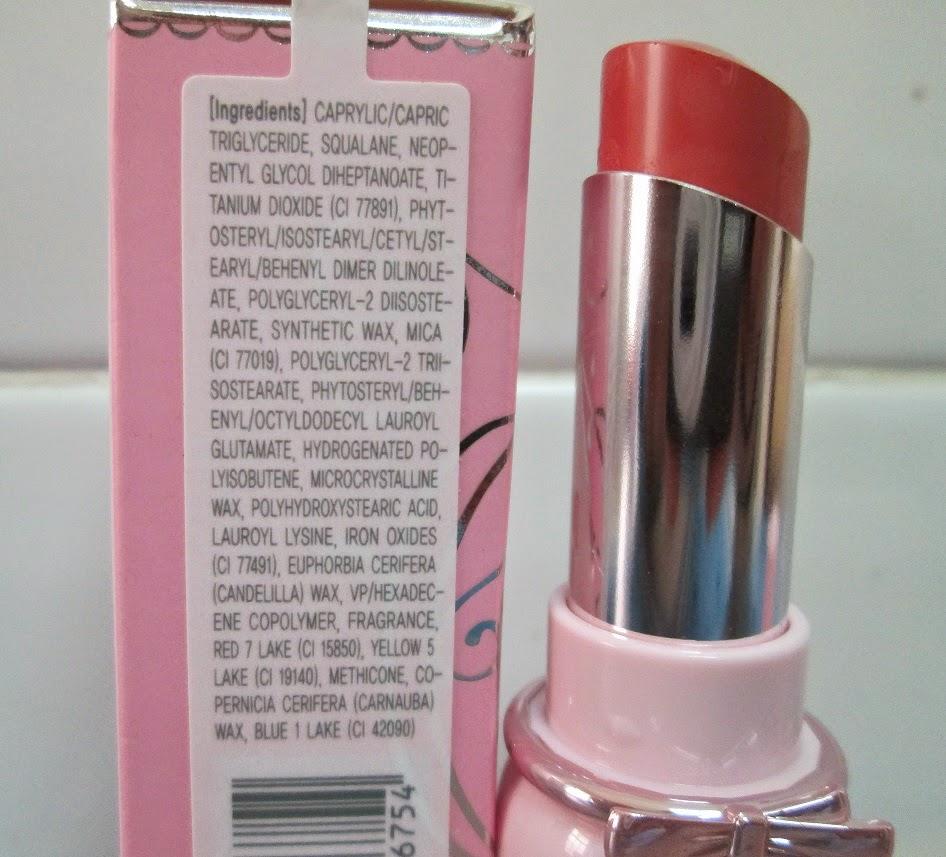 [Ingredients] CAPRYLIC/CAPRIC
TRIGLYCERIDE, SQUALANE, NEOP-
ENTYL GLYCOL DIHEPTANOATE, TI-
TANIUM DIOXIDE (CI 77891), PHYT-
OSTERYL/ISOSTEARYL/CETYL/ST-
EARYL/BEHENYL DIMER DILINOLE-
ATE, POLYGLYCERYL-2 DIISOSTE-
ARATE, SYNTHETIC WAX, MICA
(CI 77019), POLYGLYCERYL-2 TRII-
SOSTEARATE, PHYTOSTERYL/BEH-
ENYL/OCTYLDODECYL LAUROYL
GLUTAMATE, HYDROGENATED PO-
LYISOBUTENE, MICROCRYSTALLINE
WAX, POLYHYDROXYSTEARIC ACID,
LAUROYL LYSINE, IRON OXIDES
(CI 77491), EUPHORBIA CERIFERA
(CANDELILLA) WAX, VP/HEXADEC-
ENE COPOLYMER, FRAGRANCE,
RED 7 LAKE (CI 15850), YELLOW 5
LAKE (CI 19140), METHICONE, CO-
PERNICIA CERIFERA (CARNAUBA)
WAX, BLUE 1 LAKE (CI 42090)
6754